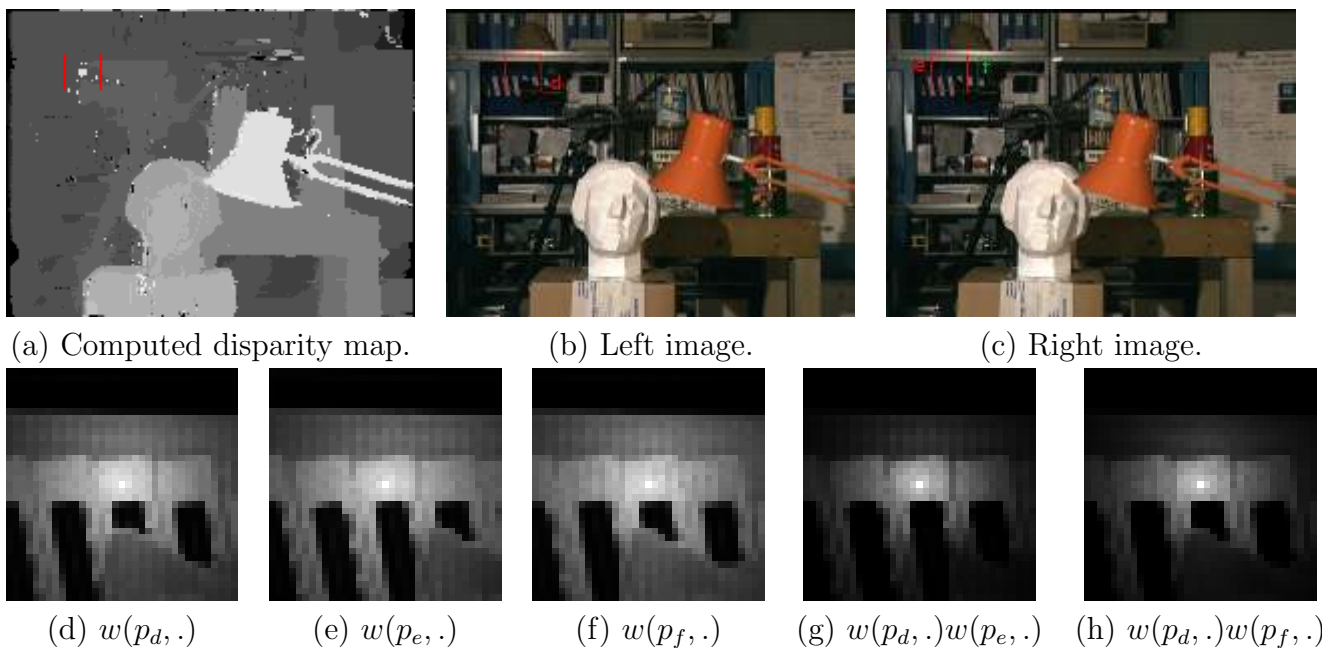 (a) Computed disparity map.
(b) Left image.
(c) Right image.
d
e
f
(d) w(p_d, .)
(e) w(p_e, .)
(f) w(p_f, .)
(g) w(p_d, .)w(p_e, .)
(h) w(p_d, .)w(p_f, .)